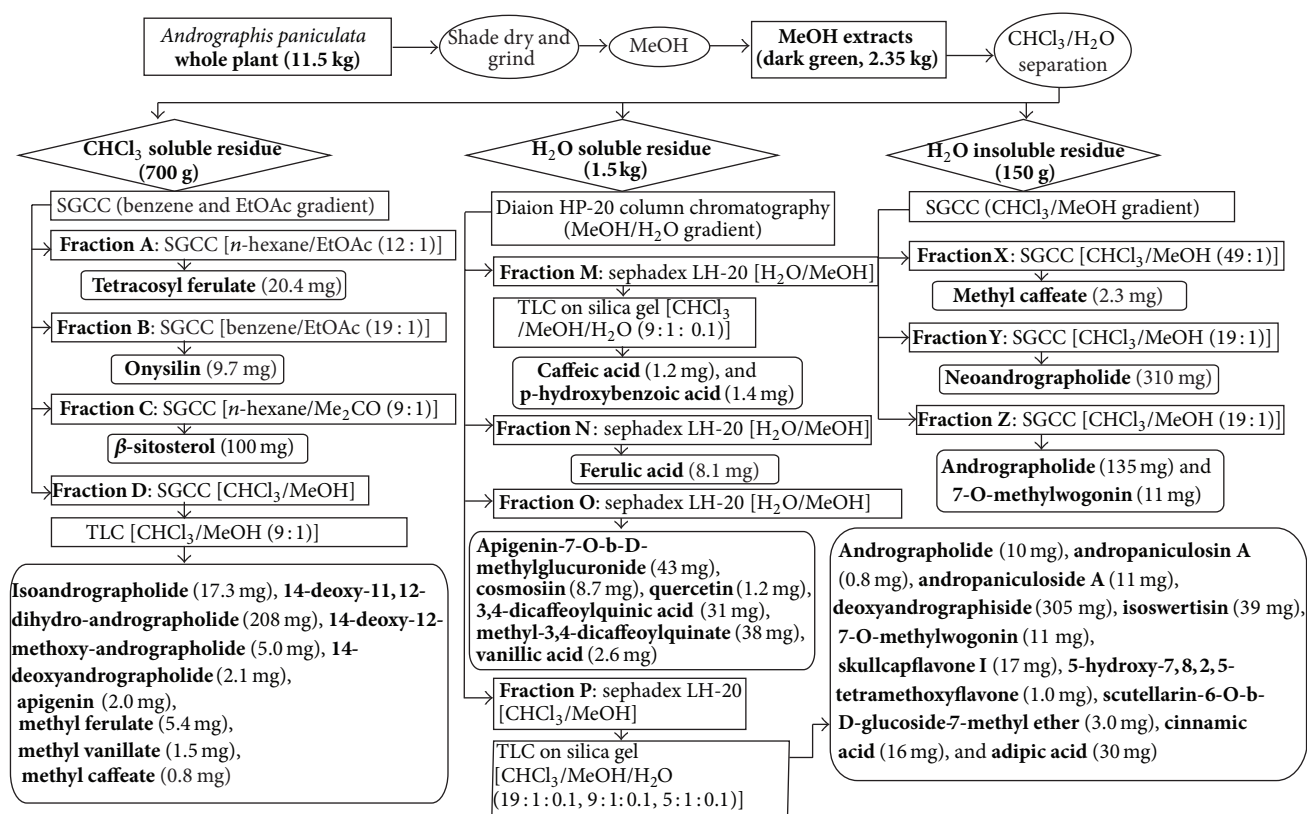 Andrographis paniculata
whole plant (11.5 kg)
Shade dry and
grind
MeOH
MeOH extracts
(dark green, 2.35 kg)
CHCl₃/H₂O
separation
CHCl₃ soluble residue
(700 g)
SGCC (benzene and EtOAc gradient)
Fraction A: SGCC [n-hexane/EtOAc (12 : 1)]
Tetracosyl ferulate (20.4 mg)
Fraction B: SGCC [benzene/EtOAc (19 : 1)]
Onysilin (9.7 mg)
Fraction C: SGCC [n-hexane/Me₂CO (9 : 1)]
β-sitosterol (100 mg)
Fraction D: SGCC [CHCl₃/MeOH]
TLC [CHCl₃/MeOH (9 : 1)]
Isoandrographolide (17.3 mg), 14-deoxy-11,12-
dihydro-andrographolide (208 mg), 14-deoxy-12-
methoxy-andrographolide (5.0 mg), 14-
deoxyandrographolide (2.1 mg),
apigenin (2.0 mg),
methyl ferulate (5.4 mg),
methyl vanillate (1.5 mg),
methyl caffeate (0.8 mg)
H₂O soluble residue
(1.5 kg)
Diaion HP-20 column chromatography
(MeOH/H₂O gradient)
Fraction M: sephadex LH-20 [H₂O/MeOH]
TLC on silica gel [CHCl₃
/MeOH/H₂O (9 : 1 : 0.1)]
Caffeic acid (1.2 mg), and
p-hydroxybenzoic acid (1.4 mg)
Fraction N: sephadex LH-20 [H₂O/MeOH]
Ferulic acid (8.1 mg)
Fraction O: sephadex LH-20 [H₂O/MeOH]
Apigenin-7-O-b-D-
methylglucuronide (43 mg),
cosmosiin (8.7 mg), quercetin (1.2 mg),
3,4-dicaffeoylquinic acid (31 mg),
methyl-3,4-dicaffeoylquinate (38 mg),
vanillic acid (2.6 mg)
Fraction P: sephadex LH-20
[CHCl₃/MeOH]
TLC on silica gel
[CHCl₃/MeOH/H₂O
(19 : 1 : 0.1, 9 : 1 : 0.1, 5 : 1 : 0.1)]
H₂O insoluble residue
(150 g)
SGCC (CHCl₃/MeOH gradient)
Fraction X: SGCC [CHCl₃/MeOH (49 : 1)]
Methyl caffeate (2.3 mg)
Fraction Y: SGCC [CHCl₃/MeOH (19 : 1)]
Neoandrographolide (310 mg)
Fraction Z: SGCC [CHCl₃/MeOH (19 : 1)]
Andrographolide (135 mg) and
7-O-methylwogonin (11 mg)
Andrographolide (10 mg), andropaniculosin A
(0.8 mg), andropaniculoside A (11 mg),
deoxyandrographiside (305 mg), isoswertisin (39 mg),
7-O-methylwogonin (11 mg),
skullcapflavone I (17 mg), 5-hydroxy-7,8,2,5-
tetramethoxyflavone (1.0 mg), scutellarin-6-O-b-
D-glucoside-7-methyl ether (3.0 mg), cinnamic
acid (16 mg), and adipic acid (30 mg)